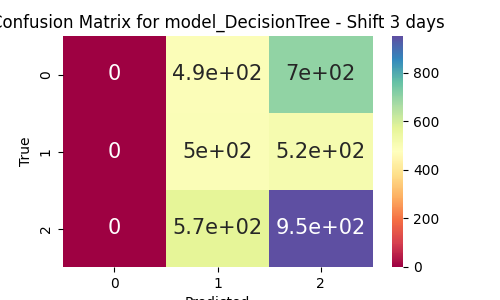 Confusion Matrix for model_DecisionTree - Shift 3 days
0 4.9e+02 7e+02
0 5e+02 5.2e+02
0 5.7e+02 9.5e+02
0
1
2
True
0 1 2
Predicted
800
600
400
200
0